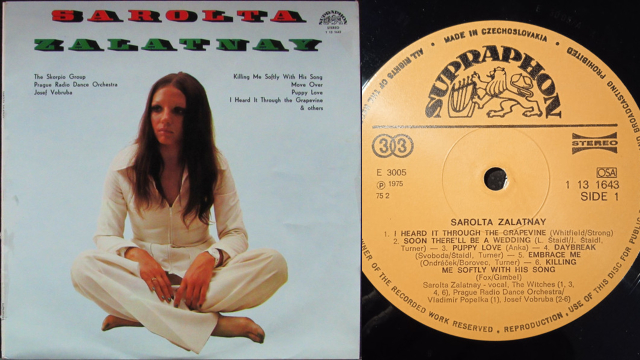 SAROLTA
ZALATNAY
SUPRAPHON
STEREO
1 13 1643
The Skorpio Group
Prague Radio Dance Orchestra
Josef Vobruba
Killing Me Softly With His Song
Move Over
Puppy Love
I Heard It Through the Grapevine
& others
MADE IN CZECHOSLOVAKIA
ALL RIGHTS OF THE
BROADCASTING PROHIBITED
SUPRAPHON
33
STEREO
E 3005
OSA
℗ 1975
1 13 1643
75 2
SIDE 1
SAROLTA ZALATNAY
1. I HEARD IT THROUGH THE GRAPEVINE (Whitfield/Strong)
2. SOON THERE'LL BE A WEDDING (L. Štaidl/J. Štaidl,
Turner) — 3. PUPPY LOVE (Anka) — 4. DAYBREAK
(Svoboda/Štaidl, Turner) — 5. EMBRACE ME
(Ondráček/Borovec, Turner) — 6. KILLING
ME SOFTLY WITH HIS SONG
(Fox/Gimbel)
Sarolta Zalatnay - vocal, The Witches (1, 3,
4, 6), Prague Radio Dance Orchestra/
Vladimír Popelka (1), Josef Vobruba (2-6)
OWNER OF THE RECORDED WORK RESERVED · REPRODUCTION, USE OF THIS DISC FOR PUBLIC